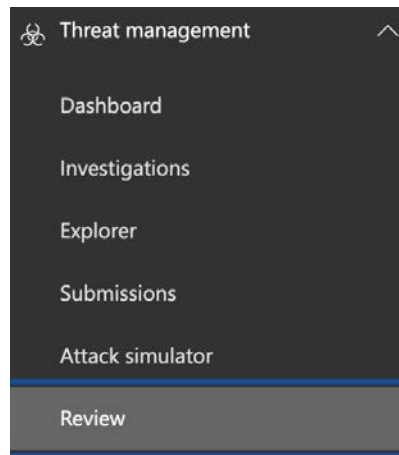 Threat management
Dashboard
Investigations
Explorer
Submissions
Attack simulator
Review